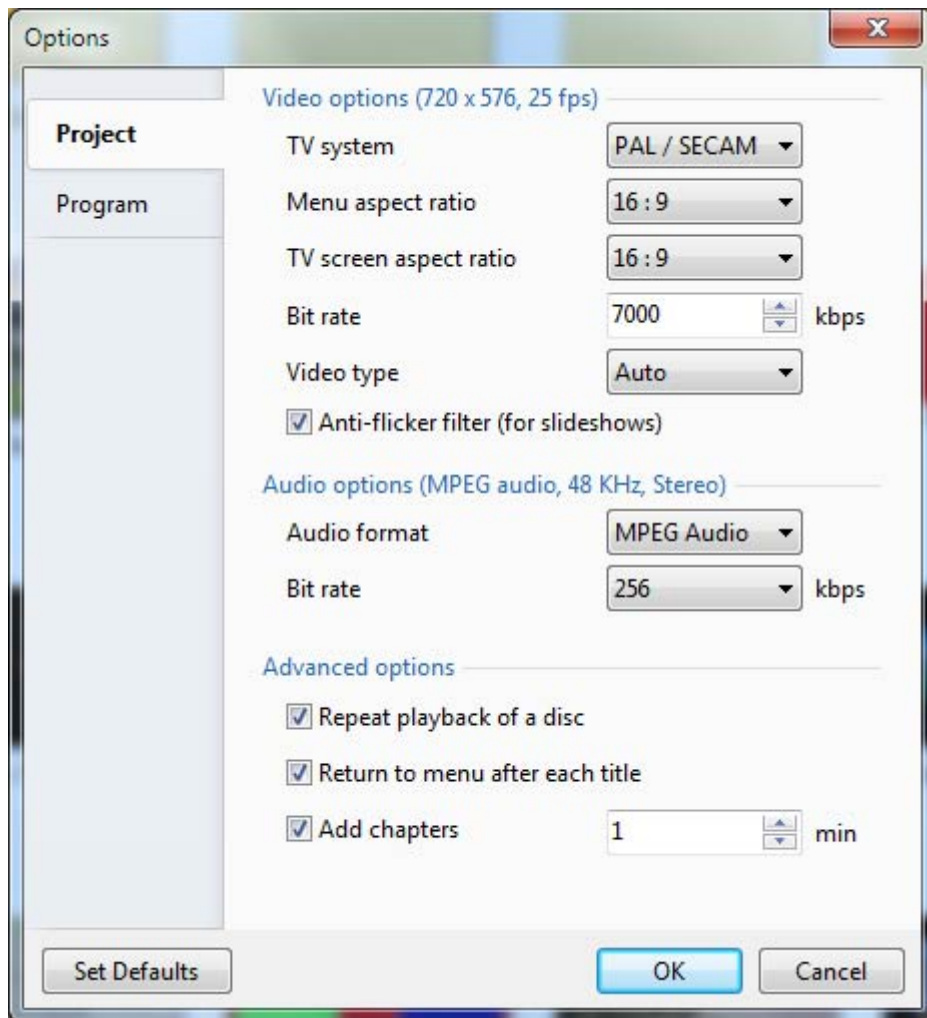 Options
Project
Program
Video options (720 x 576, 25 fps)
TV system PAL / SECAM
Menu aspect ratio 16 : 9
TV screen aspect ratio 16 : 9
Bit rate 7000 kbps
Video type Auto
Anti-flicker filter (for slideshows)
Audio options (MPEG audio, 48 KHz, Stereo)
Audio format MPEG Audio
Bit rate 256 kbps
Advanced options
Repeat playback of a disc
Return to menu after each title
Add chapters 1 min
Set Defaults OK Cancel